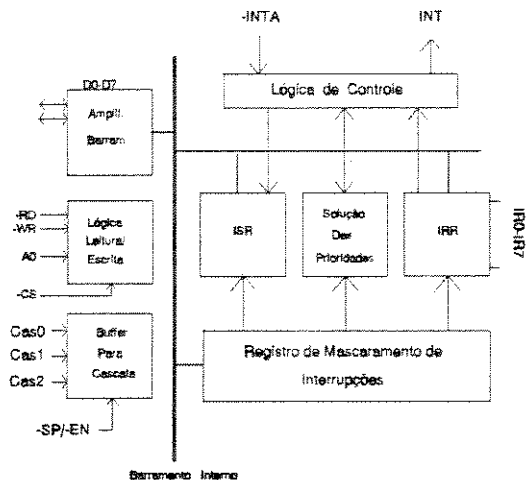 -INTA
INT
D0-D7
Lógica de Controle
Ampli.
Barram
-RD
-WR
A0
-CS
Lógica
Leitura/
Escrita
ISR
Solução
Das
Prioridades
IRR
IR0-IR7
Cas0
Cas1
Cas2
Buffer
Para
Cascata
-SP/-EN
Registro de Mascaramento de
Interrupções
Barramento Interno